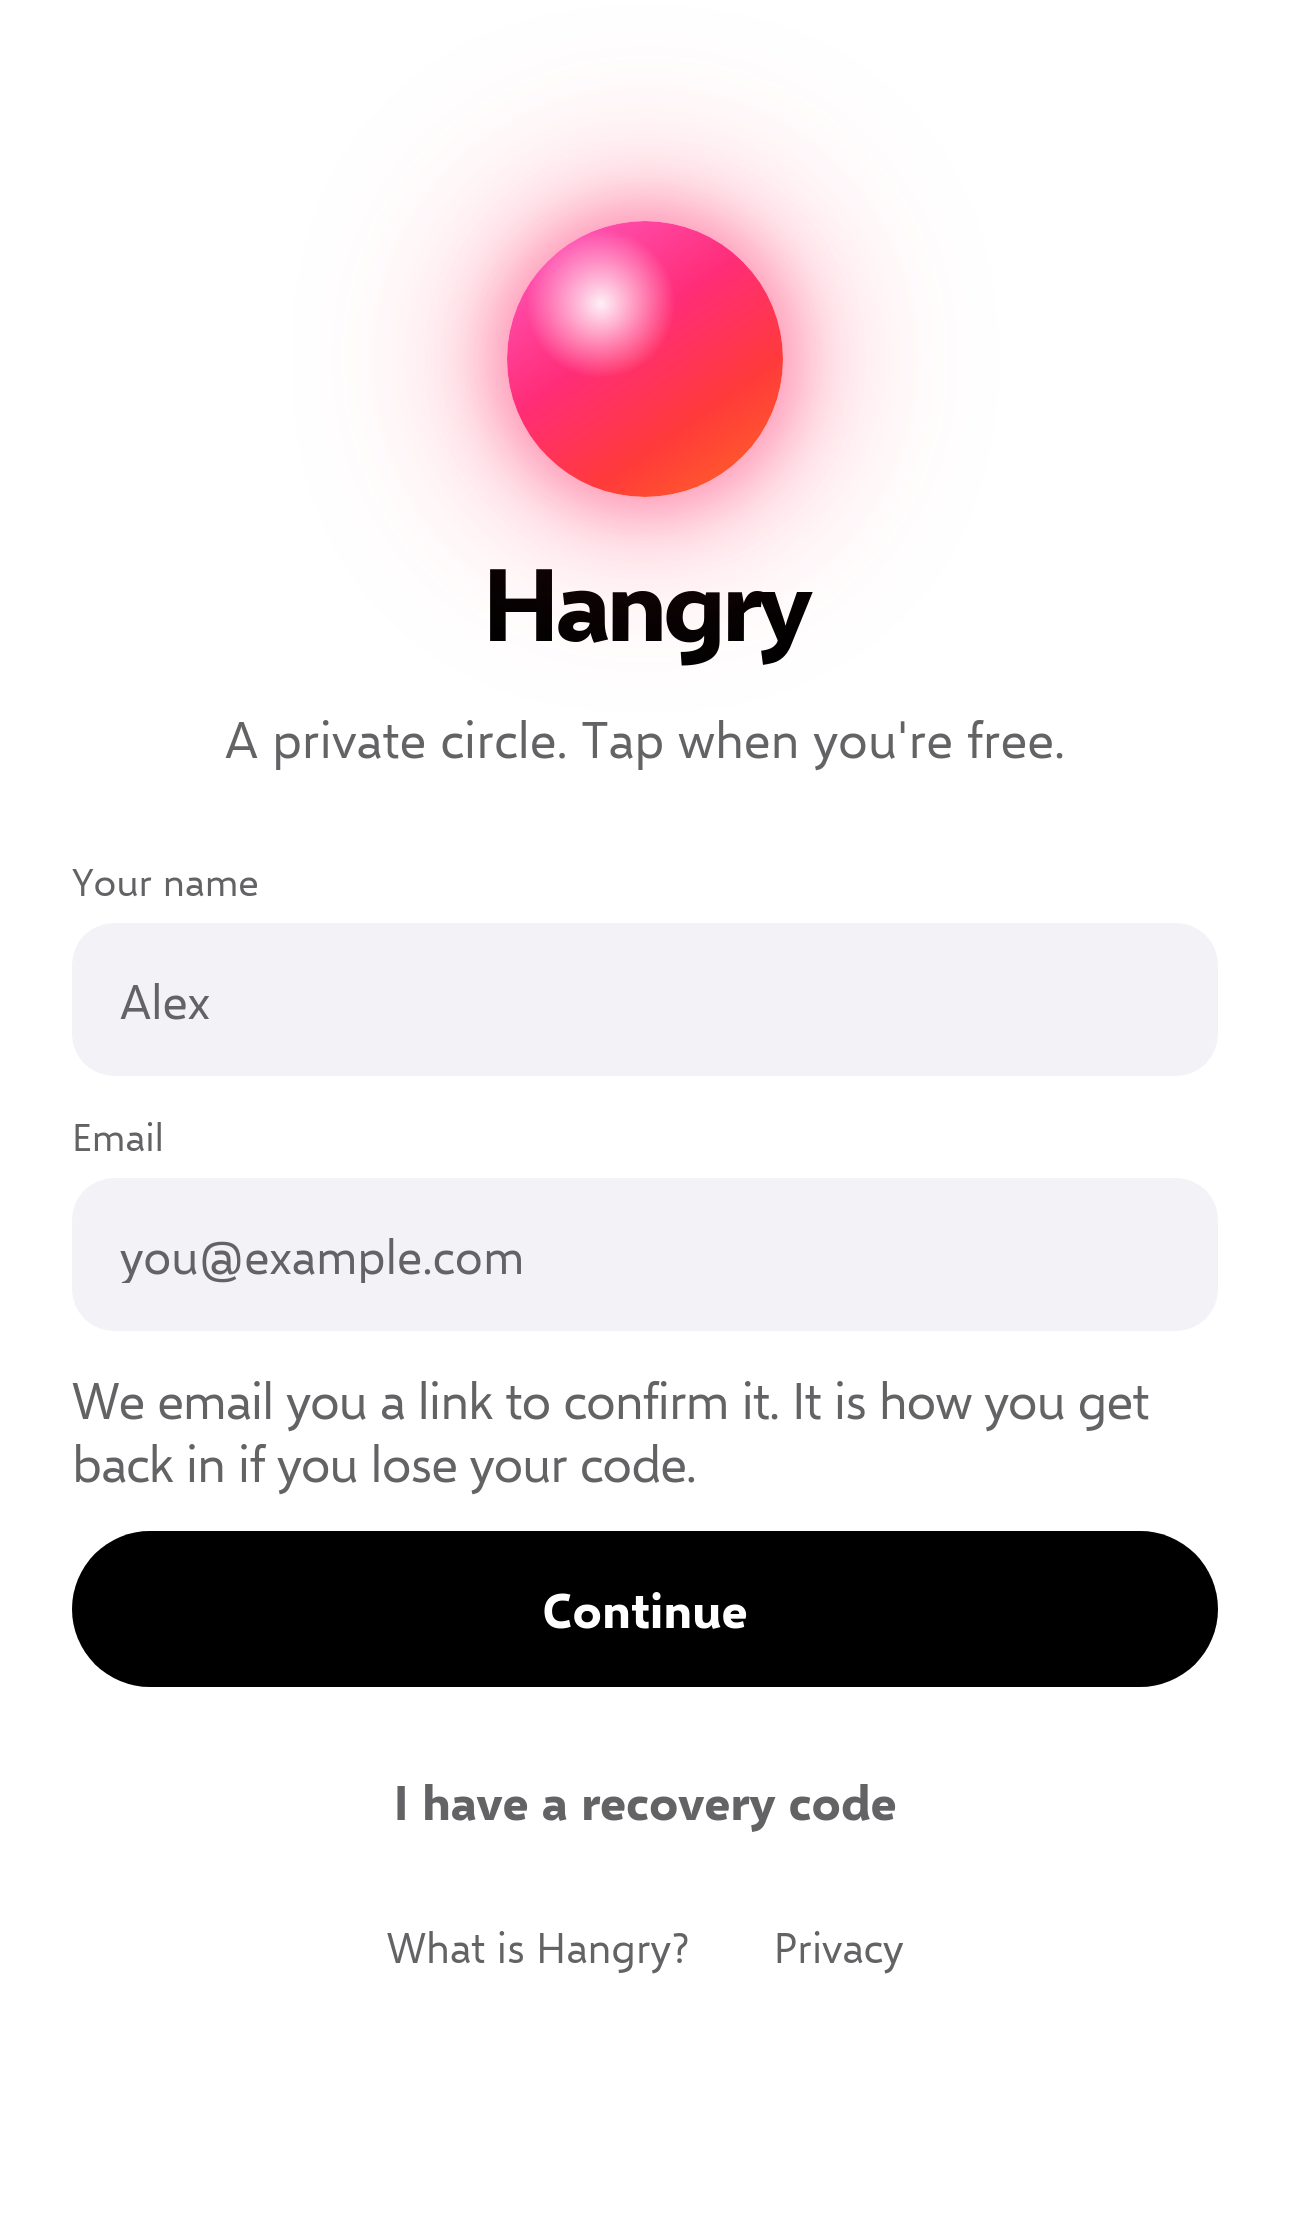 Hangry
A private circle. Tap when you're free.
Your name
Alex
Email
you@example.com
We email you a link to confirm it. It is how you get
back in if you lose your code.
Continue
I have a recovery code
What is Hangry? Privacy